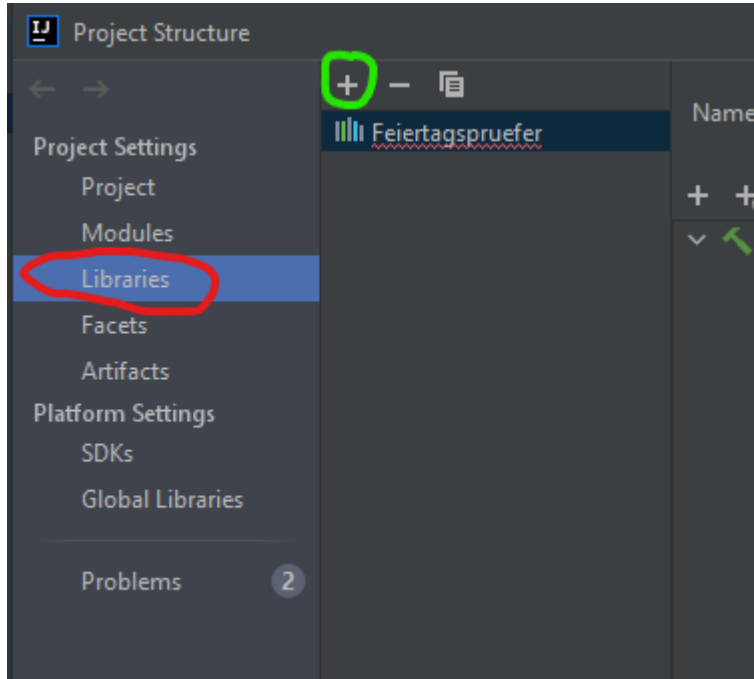 IJ Project Structure
Project Settings
Project
Modules
Libraries
Facets
Artifacts
Platform Settings
SDKs
Global Libraries
Problems 2
Feiertagspruefer
Name